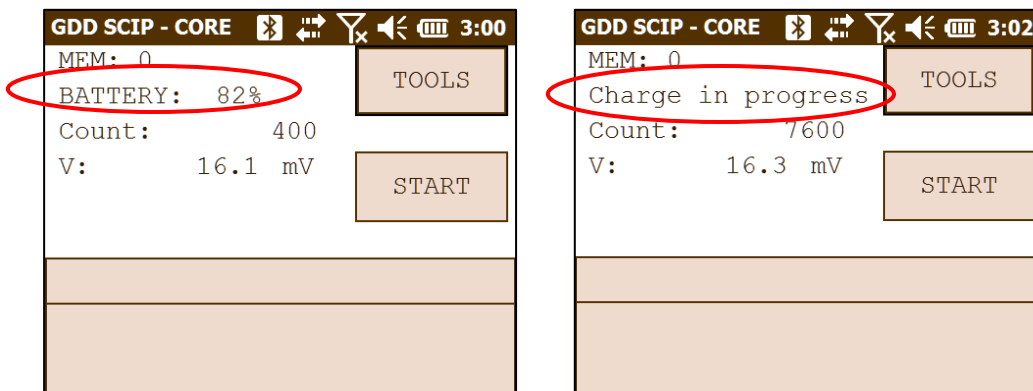 GDD SCIP - CORE 3:00
MEM: 0
BATTERY: 82%
Count: 400
V: 16.1 mV
TOOLS
START
GDD SCIP - CORE 3:02
MEM: 0
Charge in progress
Count: 7600
V: 16.3 mV
TOOLS
START